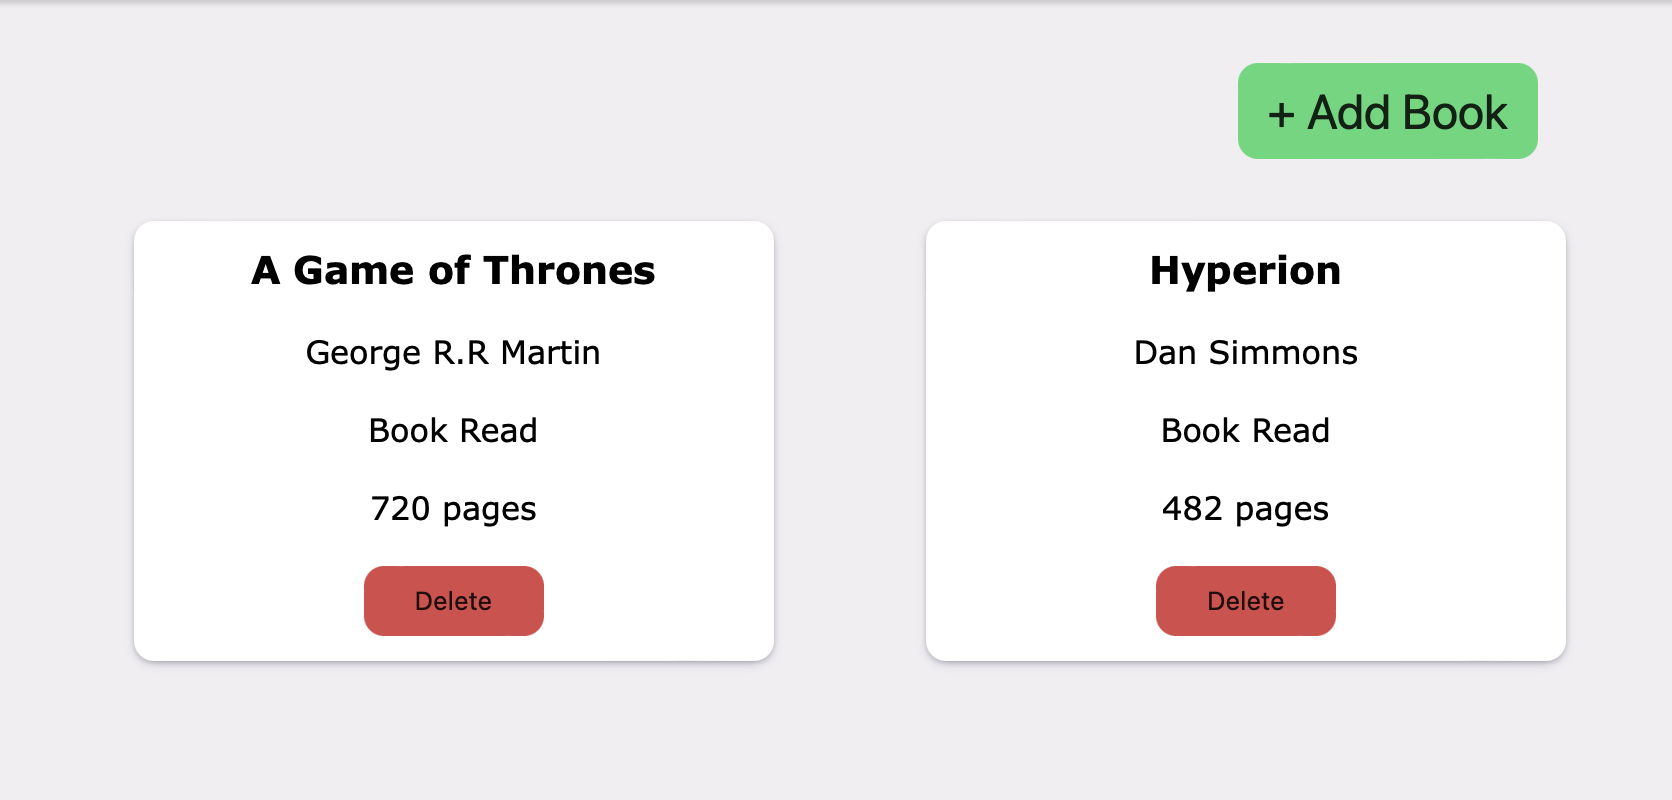 + Add Book
A Game of Thrones
George R.R Martin
Book Read
720 pages
Delete
Hyperion
Dan Simmons
Book Read
482 pages
Delete